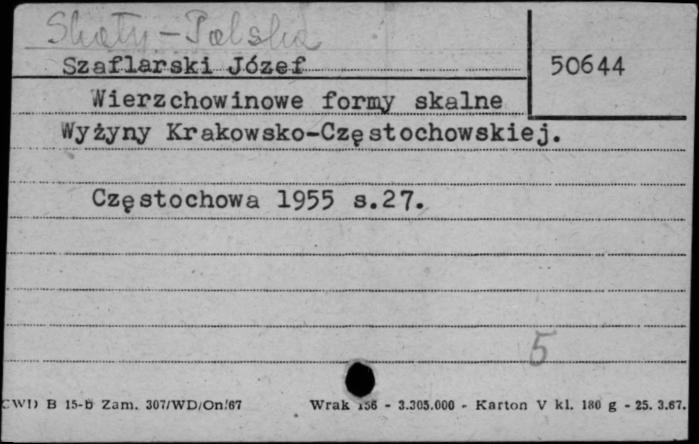 Skały - Polska
Szaflarski Józef
50644
Wierzchowinowe formy skalne
Wyżyny Krakowsko-Częstochowskiej.
Częstochowa 1955 s.27.
5
CWD B 15-b Zam. 307/WD/On/67 Wrak 156 - 3.305.000 - Karton V kl. 180 g - 25. 3.67.